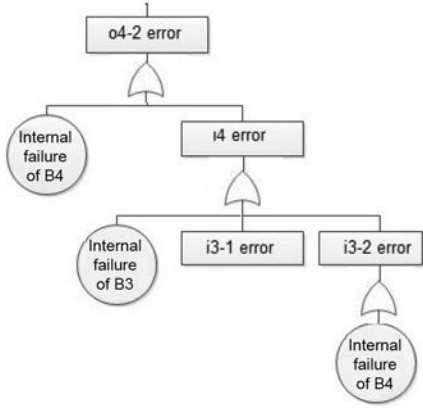 o4-2 error
Internal
failure
of B4
i4 error
Internal
failure
of B3
i3-1 error
i3-2 error
Internal
failure
of B4